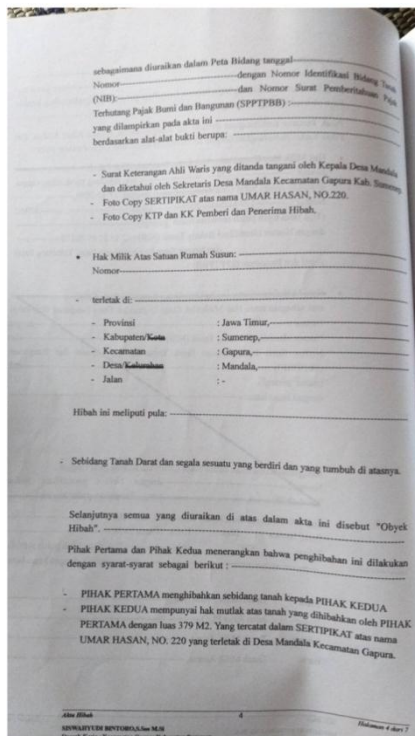 sebagaimana diuraikan dalam Peta Bidang tanggal
Nomor dengan Nomor Identifikasi Bidang Tanah
(NIB): dan Nomor Surat Pemberitahuan Pajak
Terhutang Pajak Bumi dan Bangunan (SPPTPBB) :
yang dilampirkan pada akta ini
berdasarkan alat-alat bukti berupa:
- Surat Keterangan Ahli Waris yang ditanda tangani oleh Kepala Desa Mandala
dan diketahui oleh Sekretaris Desa Mandala Kecamatan Gapura Kab. Sumenep.
- Foto Copy SERTIPIKAT atas nama UMAR HASAN, NO.220.
- Foto Copy KTP dan KK Pemberi dan Penerima Hibah.
• Hak Milik Atas Satuan Rumah Susun:
Nomor
- terletak di:
- Provinsi : Jawa Timur,
- Kabupaten/Kota : Sumenep,
- Kecamatan : Gapura,
- Desa/Kelurahan : Mandala,
- Jalan : -
Hibah ini meliputi pula:
- Sebidang Tanah Darat dan segala sesuatu yang berdiri dan yang tumbuh di atasnya.
Selanjutnya semua yang diuraikan di atas dalam akta ini disebut "Obyek
Hibah".
Pihak Pertama dan Pihak Kedua menerangkan bahwa penghibahan ini dilakukan
dengan syarat-syarat sebagai berikut :
- PIHAK PERTAMA menghibahkan sebidang tanah kepada PIHAK KEDUA
- PIHAK KEDUA mempunyai hak mutlak atas tanah yang dihibahkan oleh PIHAK
PERTAMA dengan luas 379 M2. Yang tercatat dalam SERTIPIKAT atas nama
UMAR HASAN, NO. 220 yang terletak di Desa Mandala Kecamatan Gapura.
Akta Hibah 4 Halaman 4 dari 7
SISWAHYUDI BINTORO,S.Sos M.Si